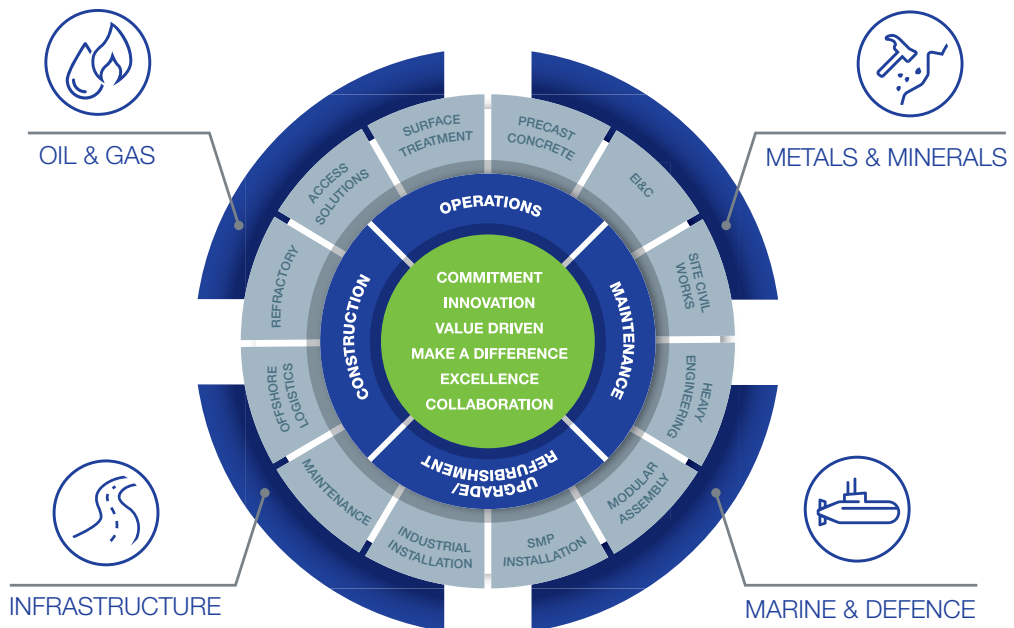 OIL & GAS
METALS & MINERALS
SURFACE
TREATMENT
PRECAST
CONCRETE
EI&C
SITE CIVIL
WORKS
HEAVY
ENGINEERING
MODULAR
ASSEMBLY
SMP
INSTALLATION
INDUSTRIAL
INSTALLATION
MAINTENANCE
OFFSHORE
LOGISTICS
REFRACTORY
ACCESS
SOLUTIONS
OPERATIONS
MAINTENANCE
UPGRADE/
REFURBISHMENT
CONSTRUCTION
COMMITMENT
INNOVATION
VALUE DRIVEN
MAKE A DIFFERENCE
EXCELLENCE
COLLABORATION
INFRASTRUCTURE
MARINE & DEFENCE